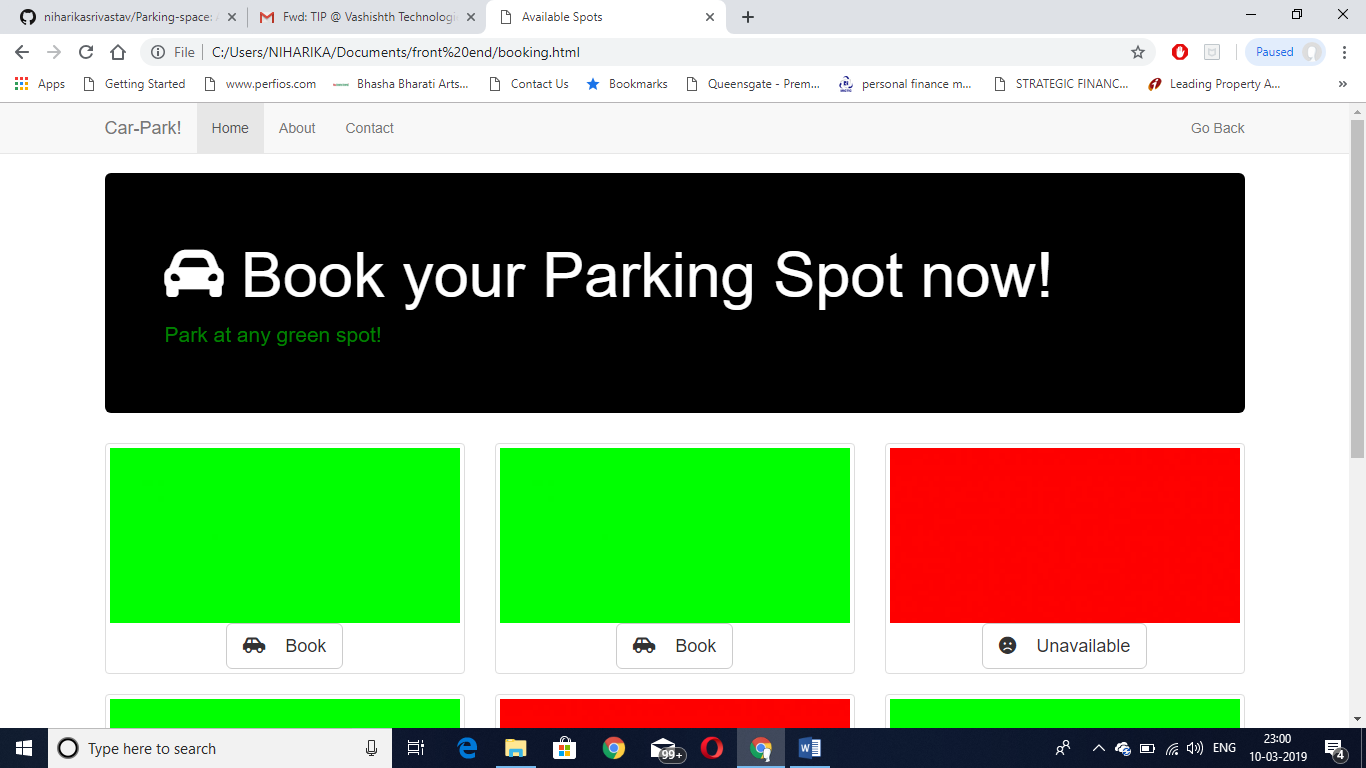 niharikasrivastav/Parking-space:
Fwd: TIP @ Vashishth Technologi
Available Spots
File
C:/Users/NIHARIKA/Documents/front%20end/booking.html
Paused
Apps
Getting Started
www.perfios.com
Bhasha Bharati Arts...
Contact Us
Bookmarks
Queensgate - Prem...
personal finance m...
STRATEGIC FINANC...
Leading Property A...
»
Car-Park!
Home
About
Contact
Go Back
Book your Parking Spot now!
Park at any green spot!
Book
Book
Unavailable
Type here to search
99+
ENG
23:00
10-03-2019
4